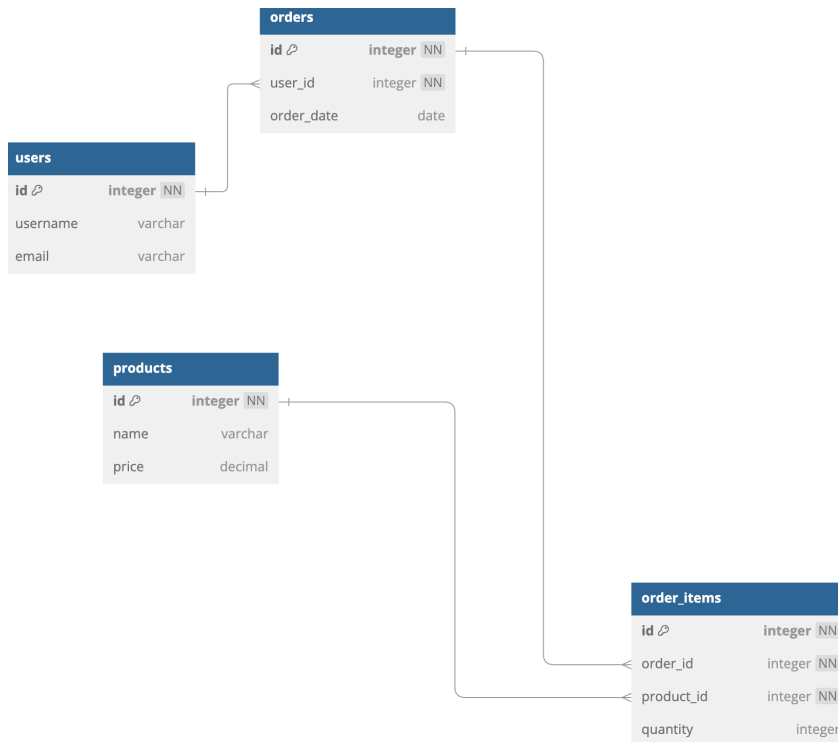 orders
id integer NN
user_id integer NN
order_date date
users
id integer NN
username varchar
email varchar
products
id integer NN
name varchar
price decimal
order_items
id integer NN
order_id integer NN
product_id integer NN
quantity integer